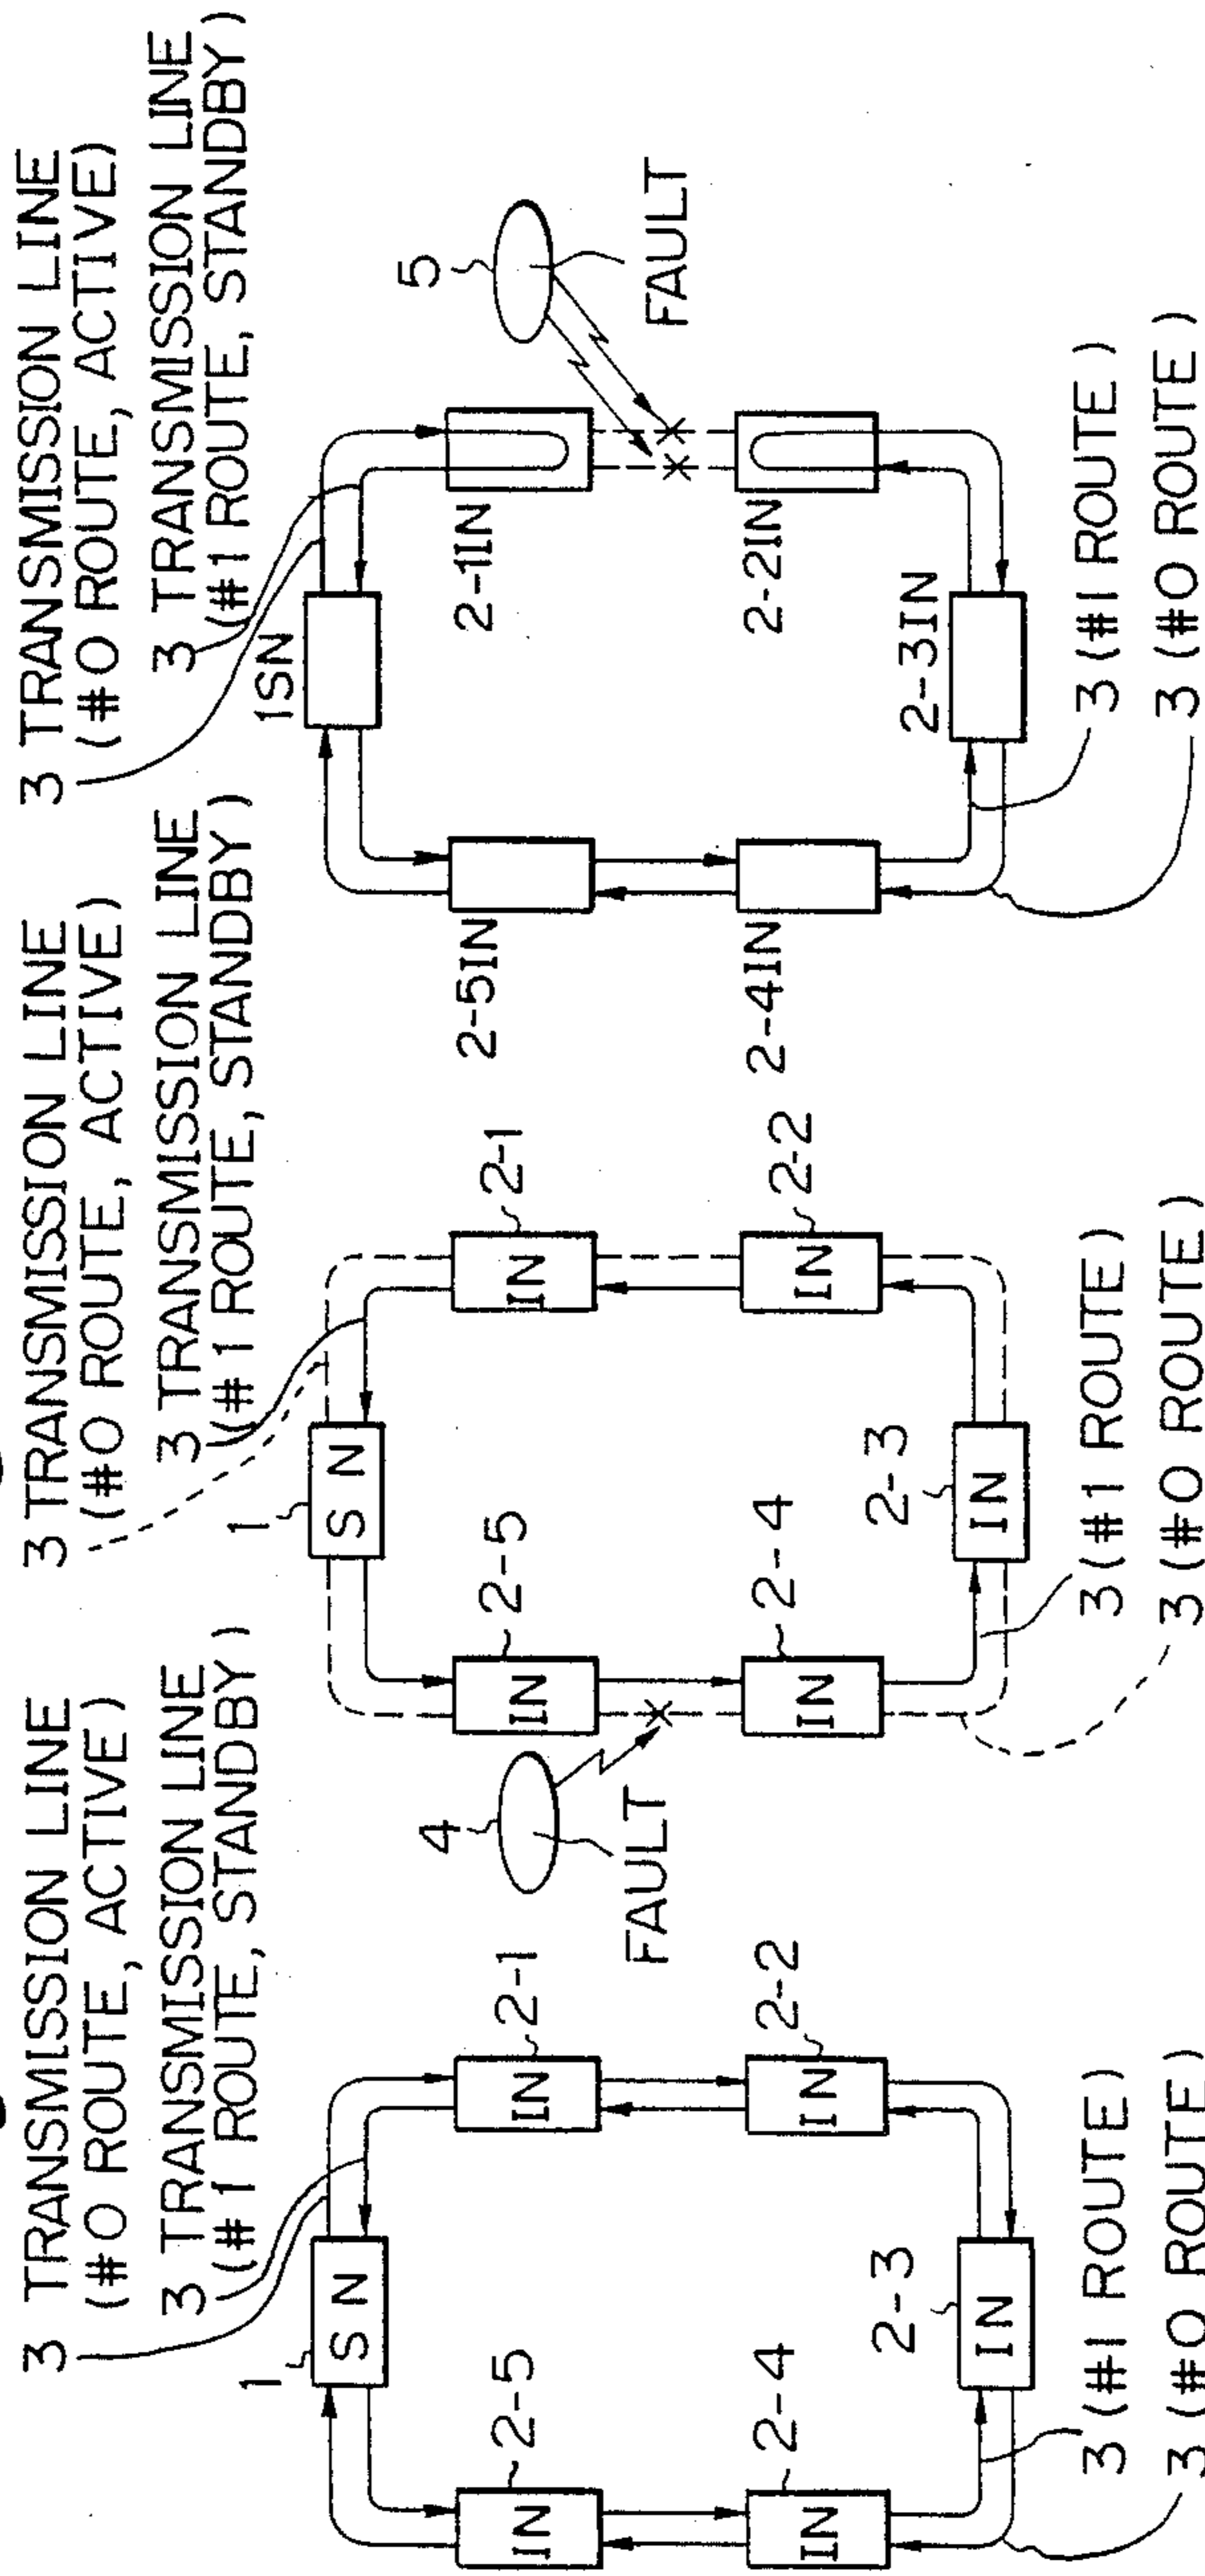 3 TRANSMISSION LINE
(#0 ROUTE, ACTIVE)
3 TRANSMISSION LINE
(#1 ROUTE, STANDBY)
1
SN
2-5
IN
IN
2-1
2-4
IN
IN
2-2
2-3
IN
3 (#1 ROUTE)
3 (#0 ROUTE)
3 TRANSMISSION LINE
(#0 ROUTE, ACTIVE)
3 TRANSMISSION LINE
(#1 ROUTE, STANDBY)
1
SN
2-5
IN
IN
2-1
4
FAULT
2-4
IN
IN
2-2
2-3
IN
3 (#1 ROUTE)
3 (#0 ROUTE)
3 TRANSMISSION LINE
(#0 ROUTE, ACTIVE)
3 TRANSMISSION LINE
(#1 ROUTE, STANDBY)
1SN
2-5IN
2-1IN
5
FAULT
2-4IN
2-2IN
2-3IN
3 (#1 ROUTE)
3 (#0 ROUTE)